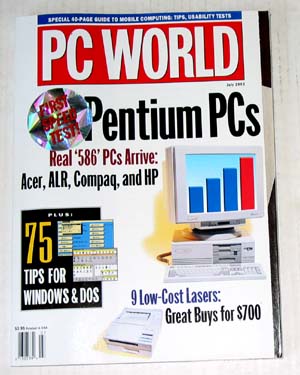 SPECIAL 40-PAGE GUIDE TO MOBILE COMPUTING: TIPS, USABILITY TESTS
PC WORLD
July 1993
FIRST
SPEED
TEST!
Pentium PCs
Real '586' PCs Arrive:
Acer, ALR, Compaq, and HP
PLUS:
75
TIPS FOR
WINDOWS & DOS
9 Low-Cost Lasers:
Great Buys for $700
$2.95